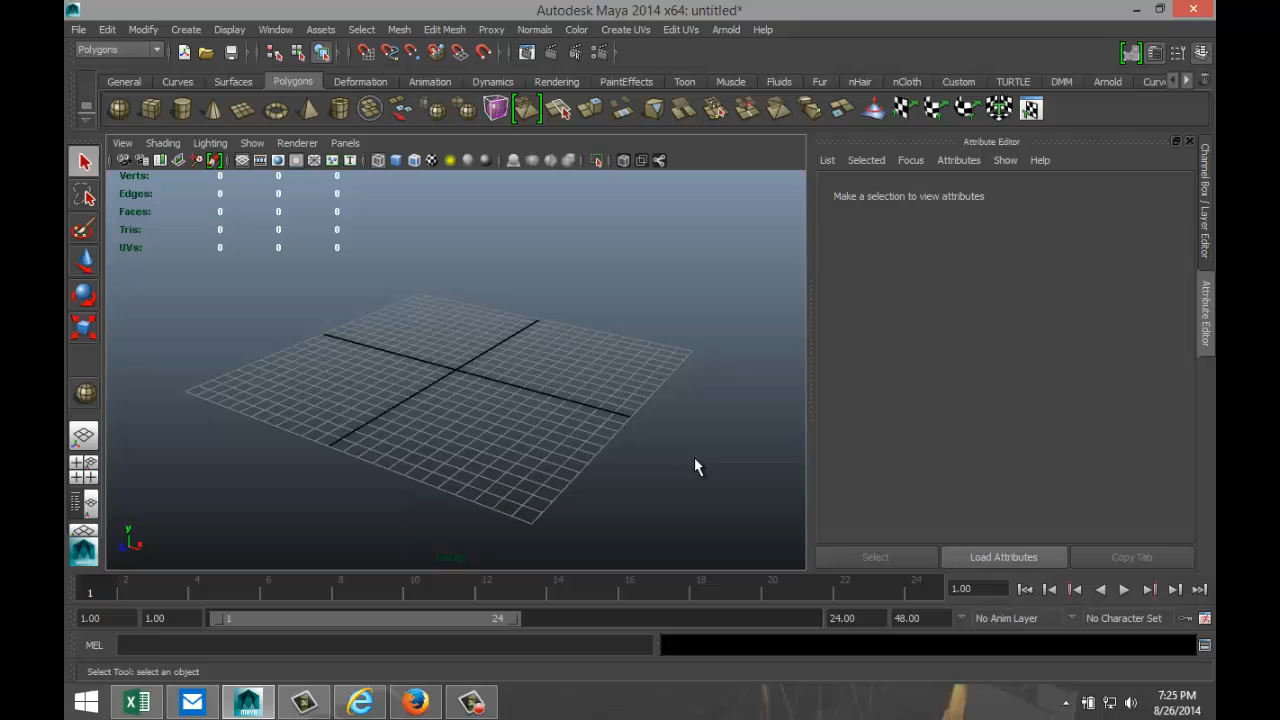 Autodesk Maya 2014 x64: untitled*
File Edit Modify Create Display Window Assets Select Mesh Edit Mesh Proxy Normals Color Create UVs Edit UVs Arnold Help
Polygons
General Curves Surfaces Polygons Deformation Animation Dynamics Rendering PaintEffects Toon Muscle Fluids Fur nHair nCloth Custom TURTLE DMM Arnold Curv
View Shading Lighting Show Renderer Panels
Verts: 0 0 0
Edges: 0 0 0
Faces: 0 0 0
Tris: 0 0 0
UVs: 0 0 0
y
x
Attribute Editor
List Selected Focus Attributes Show Help
Make a selection to view attributes
Select Load Attributes Copy Tab
Channel Box / Layer Editor
Attribute Editor
1 2 4 6 8 10 12 14 16 18 20 22 24 1.00
1.00 1.00 1 24 24.00 48.00 No Anim Layer No Character Set
MEL
Select Tool: select an object
MAYA
7:25 PM
8/26/2014